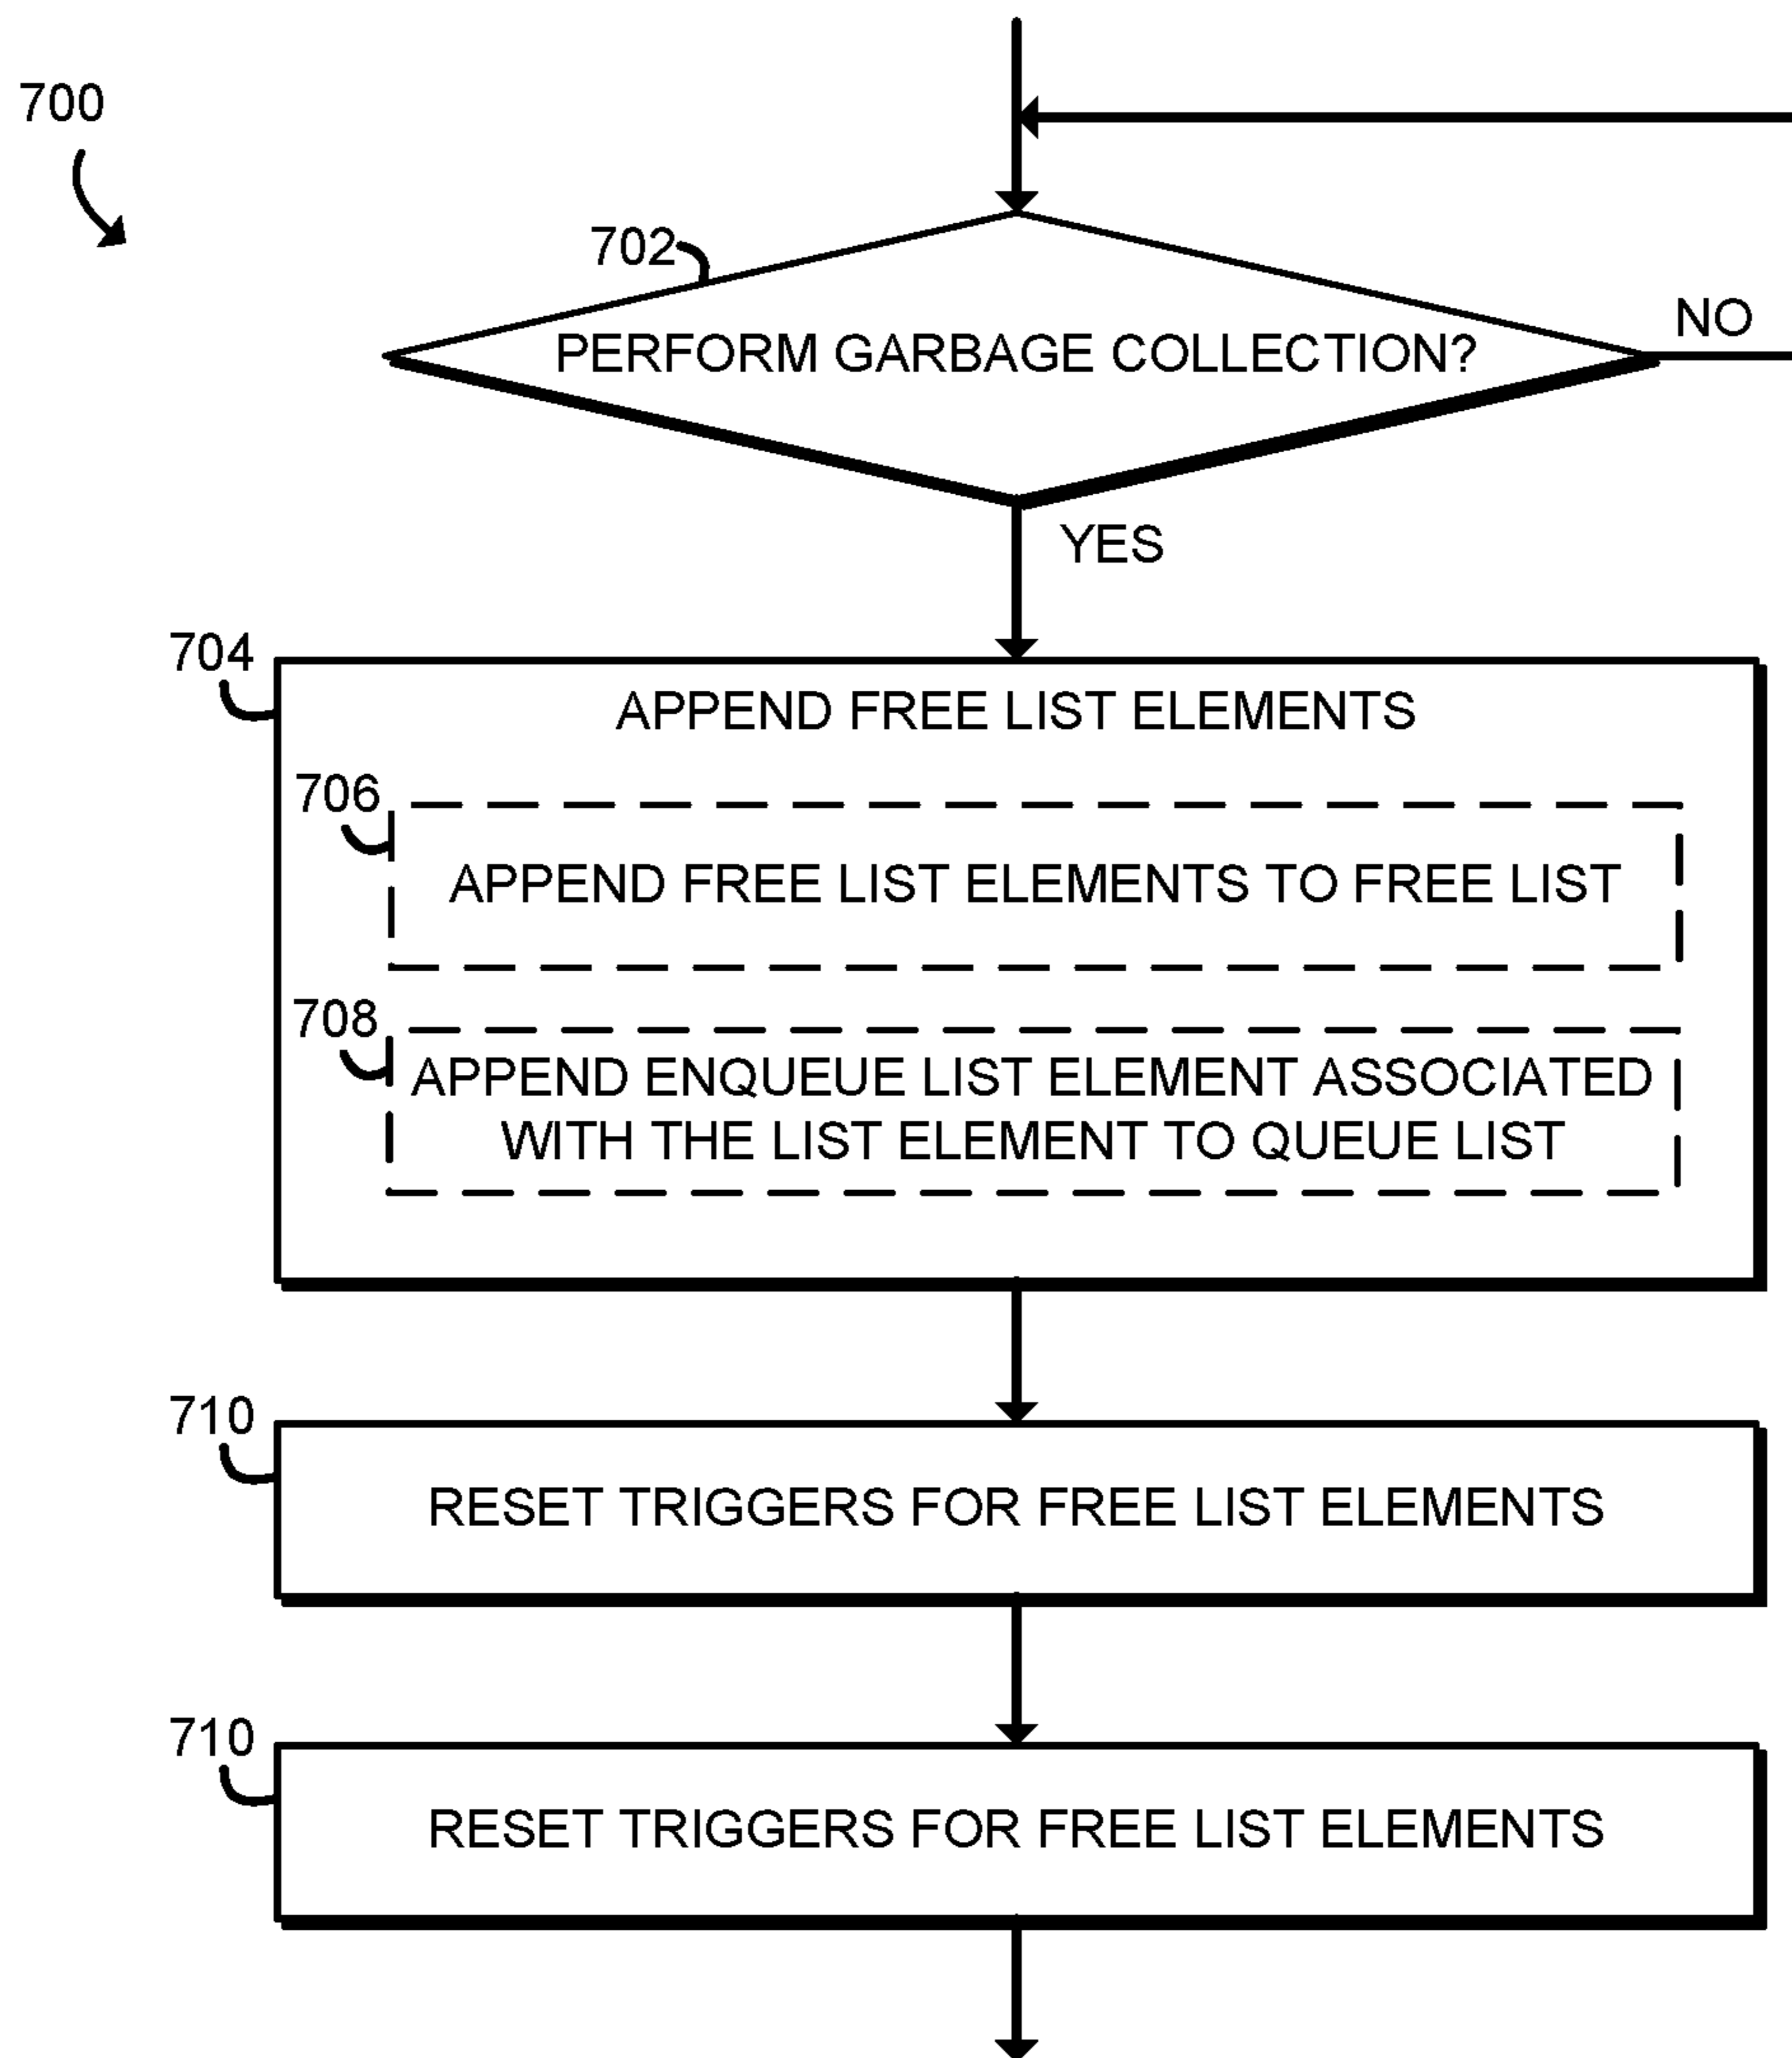 700
702
PERFORM GARBAGE COLLECTION?
NO
YES
704
APPEND FREE LIST ELEMENTS
706
APPEND FREE LIST ELEMENTS TO FREE LIST
708
APPEND ENQUEUE LIST ELEMENT ASSOCIATED
WITH THE LIST ELEMENT TO QUEUE LIST
710
RESET TRIGGERS FOR FREE LIST ELEMENTS
710
RESET TRIGGERS FOR FREE LIST ELEMENTS